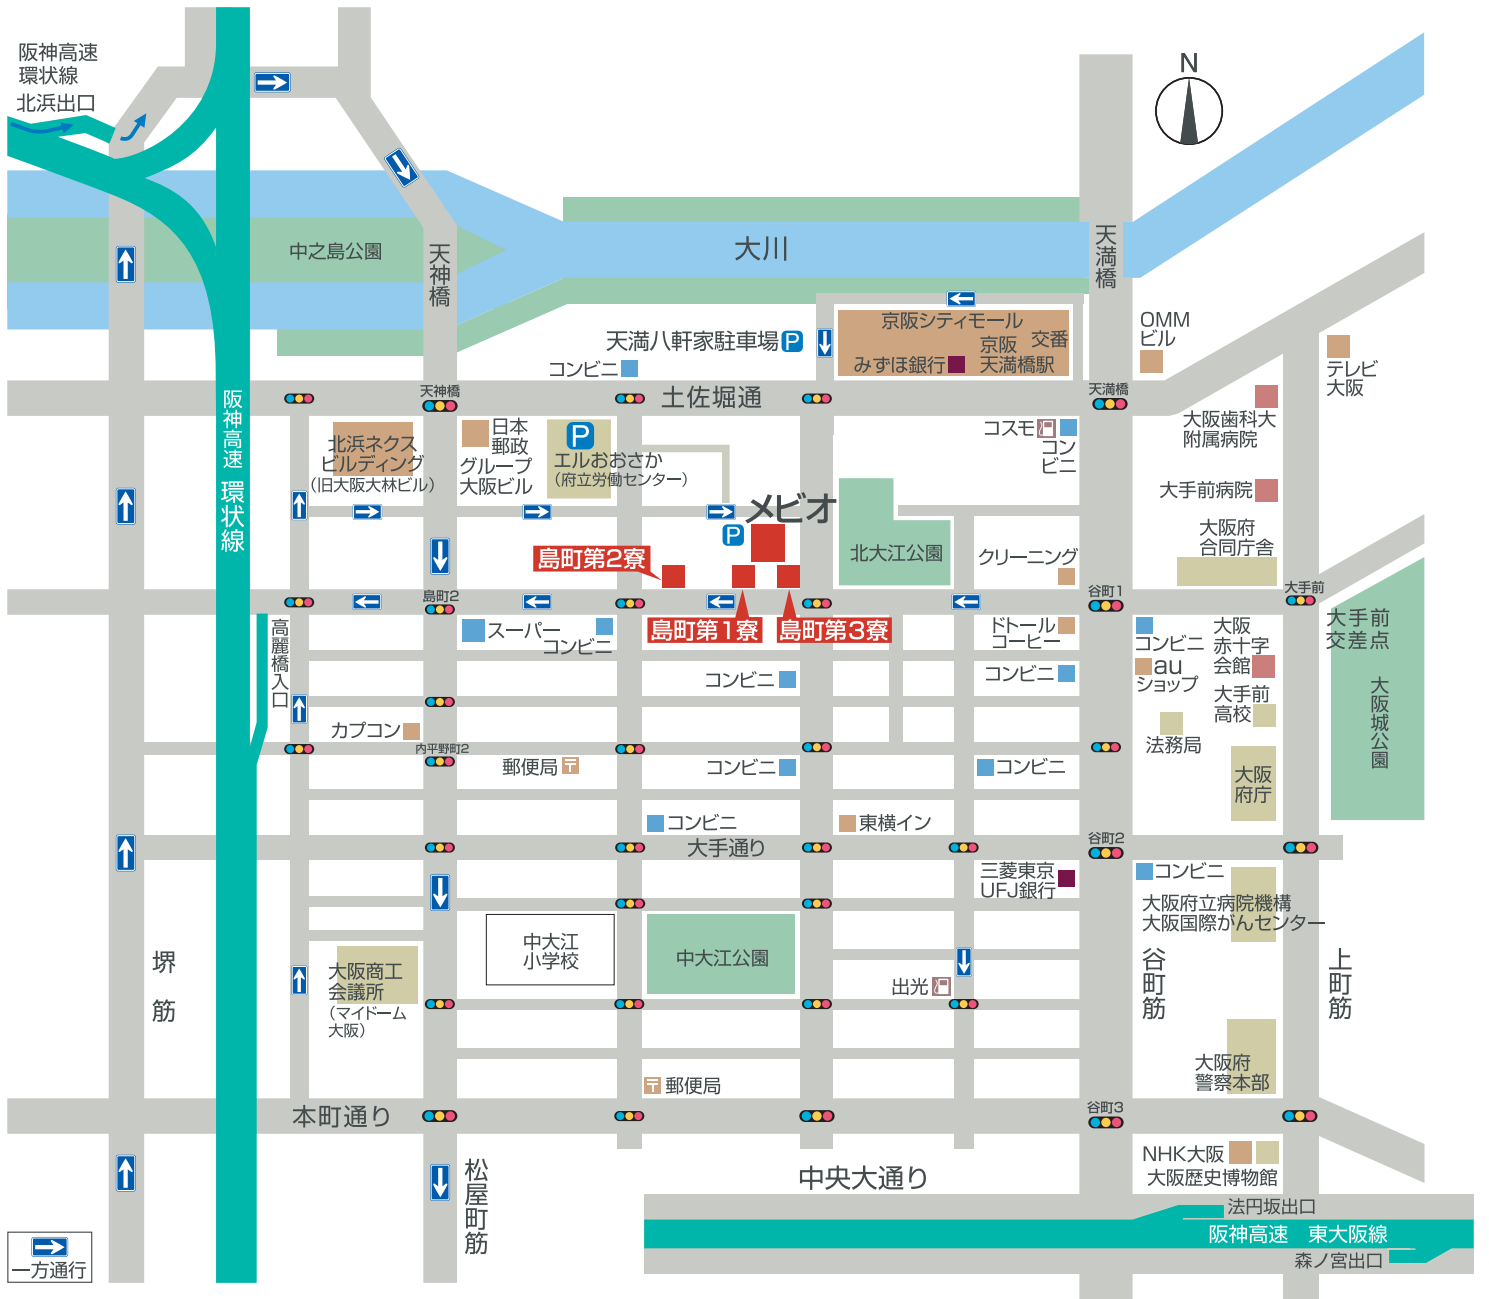 阪神高速
環状線
北浜出口
N
中之島公園
天神橋
大川
天満橋
天満八軒家駐車場
P
京阪シティモール
交番
みずほ銀行
京阪
天満橋駅
OMM
ビル
テレビ
大阪
コンビニ
天神橋
土佐堀通
天満橋
阪神高速 環状線
北浜ネクス
ビルディング
(旧大阪大林ビル)
日本
郵政
グループ
大阪ビル
P
エルおおさか
(府立労働センター)
コスモ
コン
ビニ
大阪歯科大
附属病院
大手前病院
メビオ
P
北大江公園
クリーニング
大阪府
合同庁舎
島町第2寮
島町2
谷町1
大手前
島町第1寮
島町第3寮
高麗橋入口
スーパー
コンビニ
ドトール
コーヒー
コンビニ
大阪
赤十字
会館
大手前
交差点
au
ショップ
コンビニ
コンビニ
大手前
高校
大阪城公園
カプコン
内平野町2
法務局
郵便局
コンビニ
コンビニ
大阪
府庁
コンビニ
東横イン
大手通り
谷町2
三菱東京
UFJ銀行
コンビニ
大阪府立病院機構
大阪国際がんセンター
中大江
小学校
中大江公園
堺筋
大阪商工
会議所
(マイドーム
大阪)
出光
谷町筋
上町筋
大阪府
警察本部
郵便局
本町通り
谷町3
NHK大阪
大阪歴史博物館
松屋町筋
中央大通り
法円坂出口
阪神高速 東大阪線
森ノ宮出口
一方通行